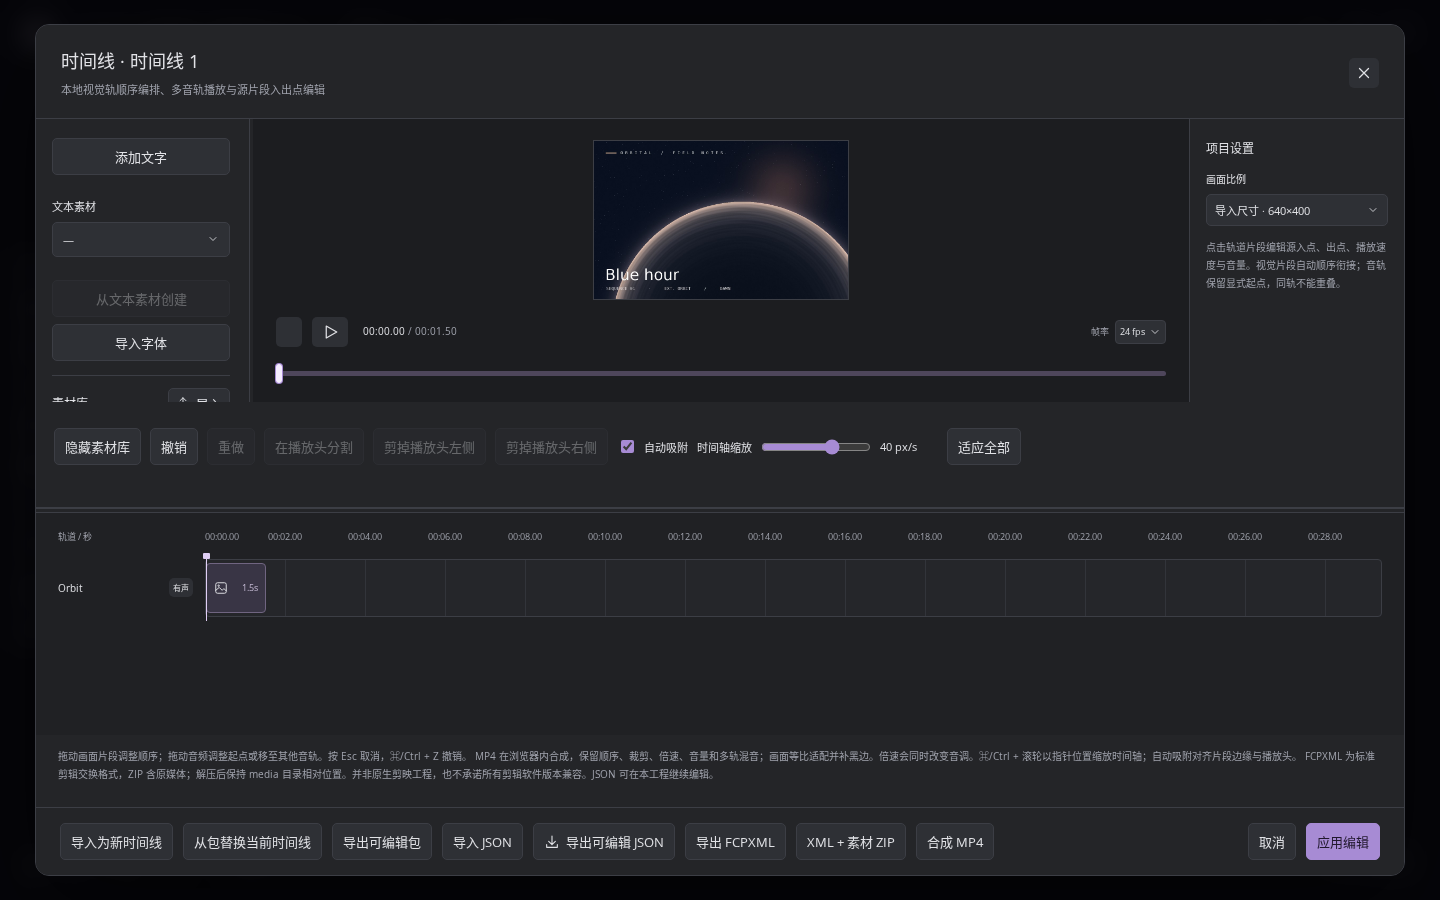 时间线 · 时间线 1
本地视觉轨顺序编排、多音轨播放与源片段入出点编辑
添加文字
文本素材
—
从文本素材创建
导入字体
素材库
导入
ORBITAL / FIELD NOTES
Blue hour
00:00.00 / 00:01.50
帧率
24 fps
项目设置
画面比例
导入尺寸 · 640×400
点击轨道片段编辑源入点、出点、播放速
度与音量。视觉片段自动顺序衔接；音轨
保留显式起点，同轨不能重叠。
隐藏素材库
撤销
重做
在播放头分割
剪掉播放头左侧
剪掉播放头右侧
自动吸附
时间轴缩放
40 px/s
适应全部
轨道 / 秒
00:00.00 00:02.00 00:04.00 00:06.00 00:08.00 00:10.00 00:12.00 00:14.00 00:16.00 00:18.00 00:20.00 00:22.00 00:24.00 00:26.00 00:28.00
Orbit
有声
1.5s
拖动画面片段调整顺序；拖动音频调整起点或移至其他音轨。按 Esc 取消，⌘/Ctrl + Z 撤销。 MP4 在浏览器内合成，保留顺序、裁剪、倍速、音量和多轨混音；画面等比适配并补黑边。倍速会同时改变音调。⌘/Ctrl + 滚轮以指针位置缩放时间轴；自动吸附对齐片段边缘与播放头。 FCPXML 为标准
剪辑交换格式，ZIP 含原媒体；解压后保持 media 目录相对位置。并非原生剪映工程，也不承诺所有剪辑软件版本兼容。JSON 可在本工程继续编辑。
导入为新时间线
从包替换当前时间线
导出可编辑包
导入 JSON
导出可编辑 JSON
导出 FCPXML
XML + 素材 ZIP
合成 MP4
取消
应用编辑